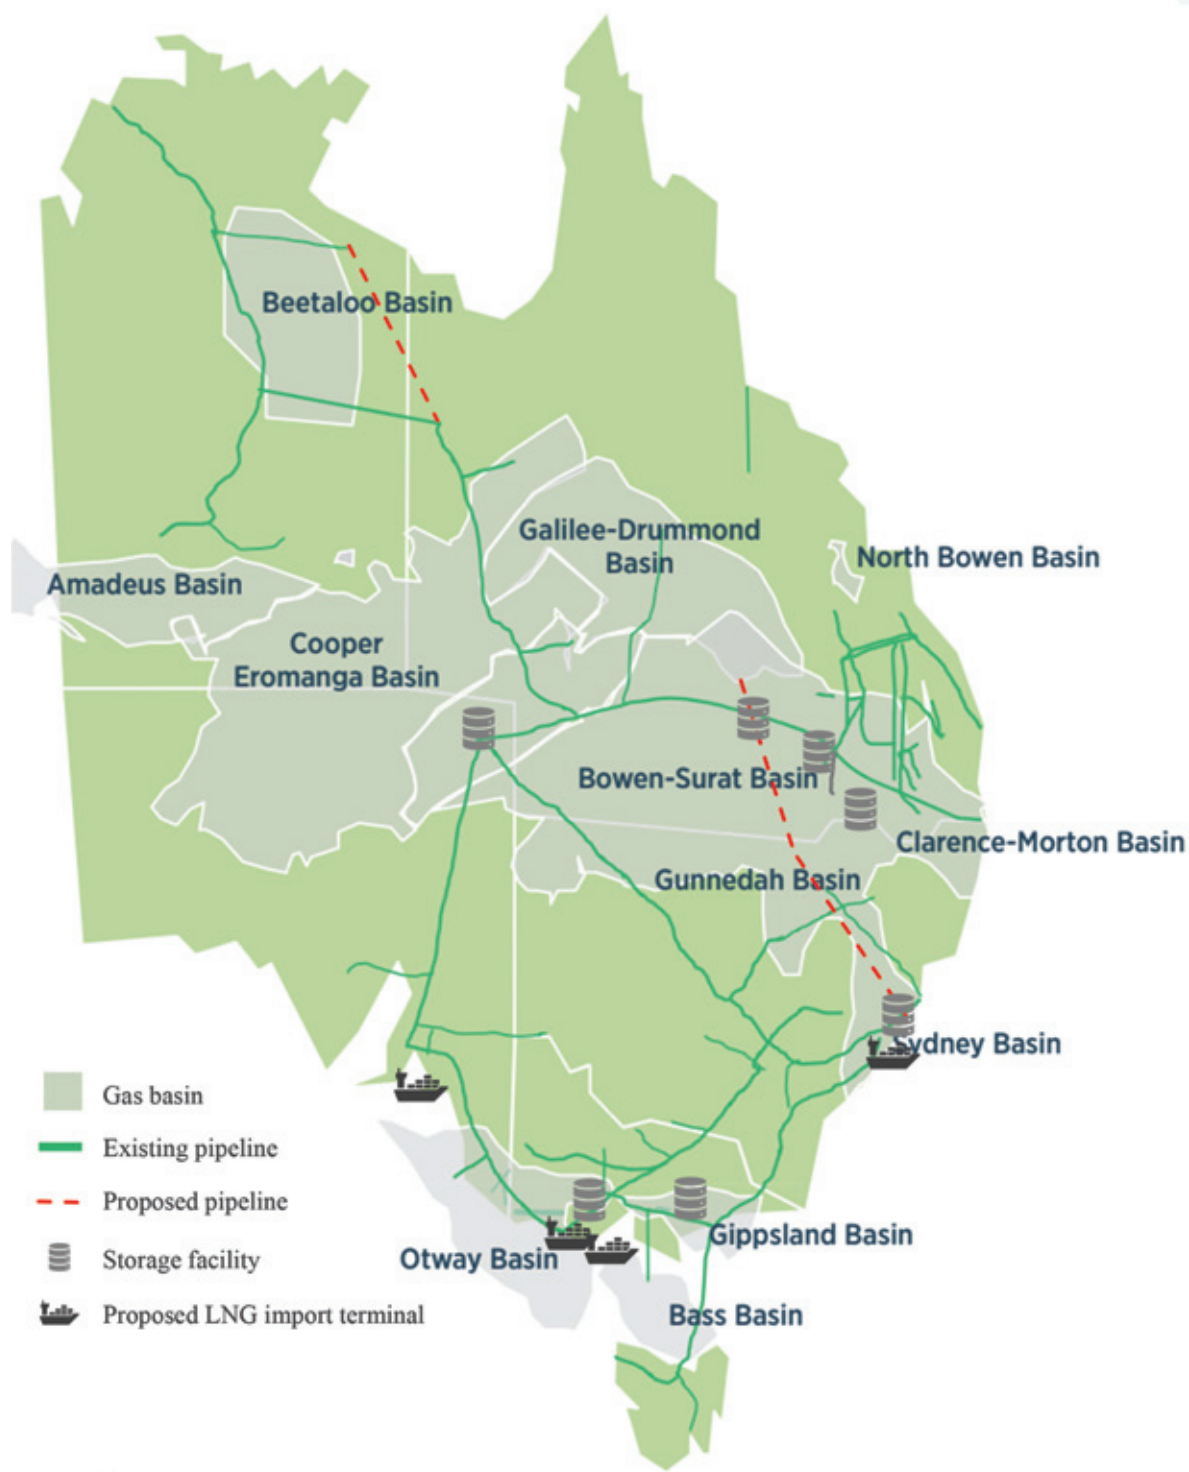 Beetaloo Basin
Galilee-Drummond
Basin
North Bowen Basin
Amadeus Basin
Cooper
Eromanga Basin
Bowen-Surat Basin
Clarence-Morton Basin
Gunnedah Basin
Sydney Basin
Gas basin
Existing pipeline
Proposed pipeline
Storage facility
Proposed LNG import terminal
Gippsland Basin
Otway Basin
Bass Basin